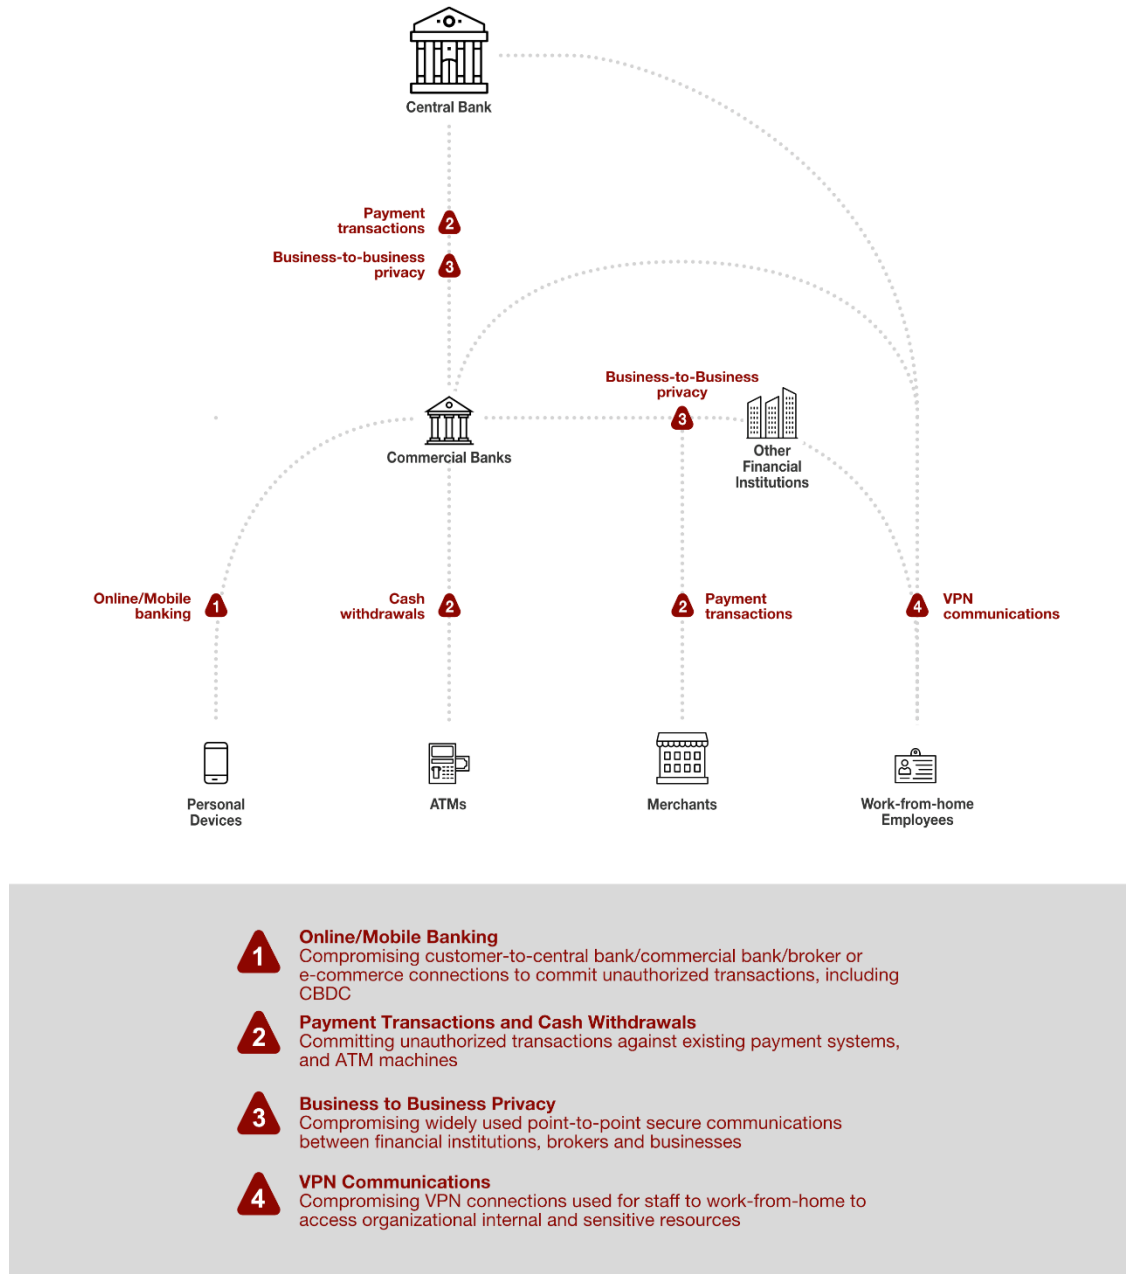 Central Bank
Payment
transactions
2
Business-to-business
privacy
3
Business-to-Business
privacy
3
Commercial Banks
Other
Financial
Institutions
Online/Mobile
banking
1
Cash
withdrawals
2
2
Payment
transactions
4
VPN
communications
Personal
Devices
ATMs
Merchants
Work-from-home
Employees
1
Online/Mobile Banking
Compromising customer-to-central bank/commercial bank/broker or
e-commerce connections to commit unauthorized transactions, including
CBDC
2
Payment Transactions and Cash Withdrawals
Committing unauthorized transactions against existing payment systems,
and ATM machines
3
Business to Business Privacy
Compromising widely used point-to-point secure communications
between financial institutions, brokers and businesses
4
VPN Communications
Compromising VPN connections used for staff to work-from-home to
access organizational internal and sensitive resources